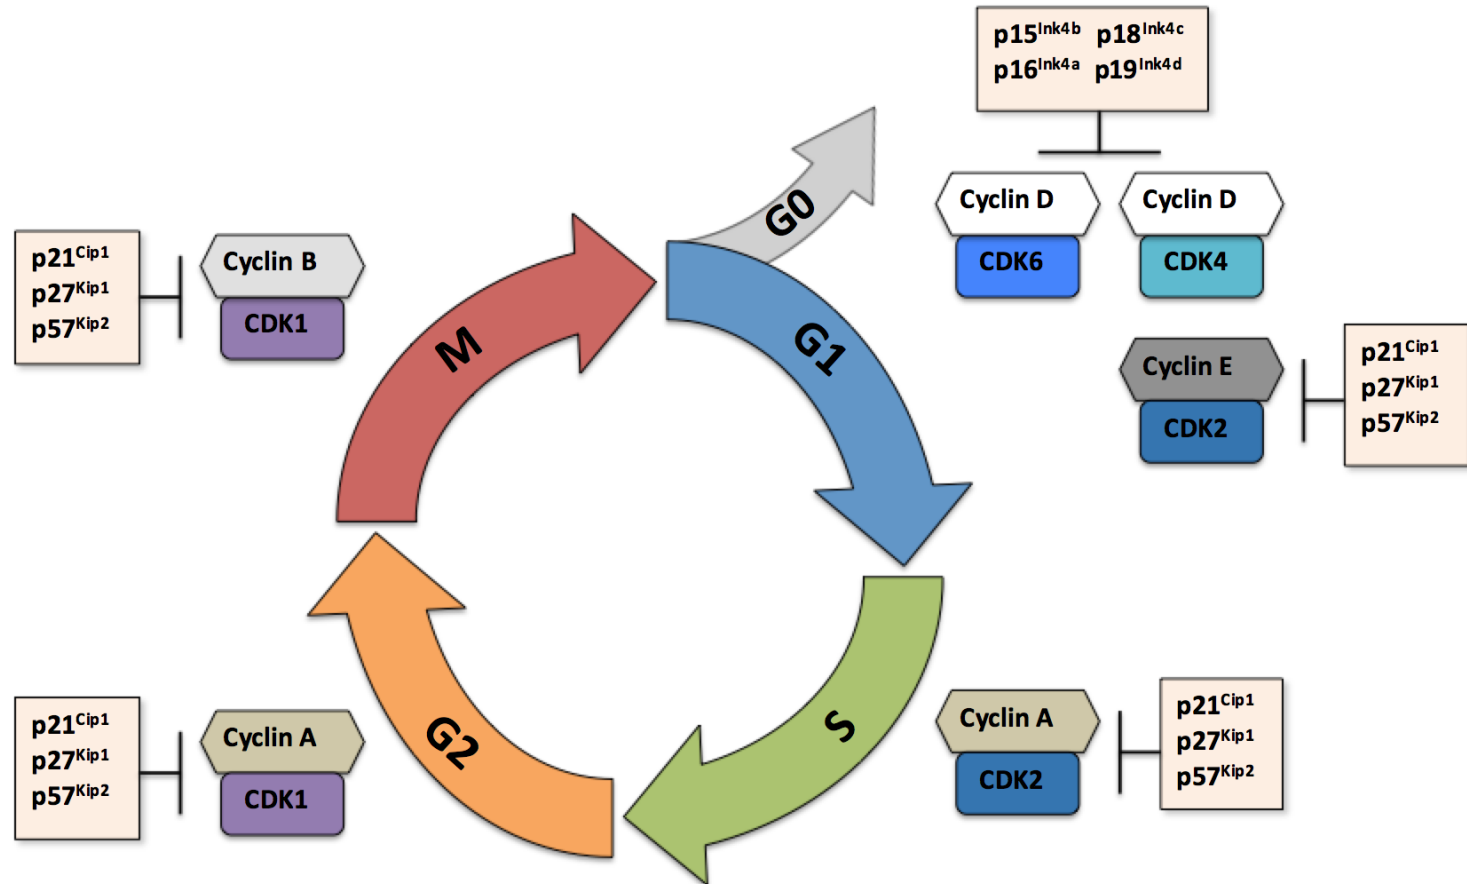 p15Ink4b p18Ink4c
p16Ink4a p19Ink4d
Cyclin D
CDK6
Cyclin D
CDK4
G0
p21Cip1
p27Kip1
p57Kip2
Cyclin B
CDK1
M
G1
Cyclin E
CDK2
p21Cip1
p27Kip1
p57Kip2
p21Cip1
p27Kip1
p57Kip2
Cyclin A
CDK1
G2
S
Cyclin A
CDK2
p21Cip1
p27Kip1
p57Kip2